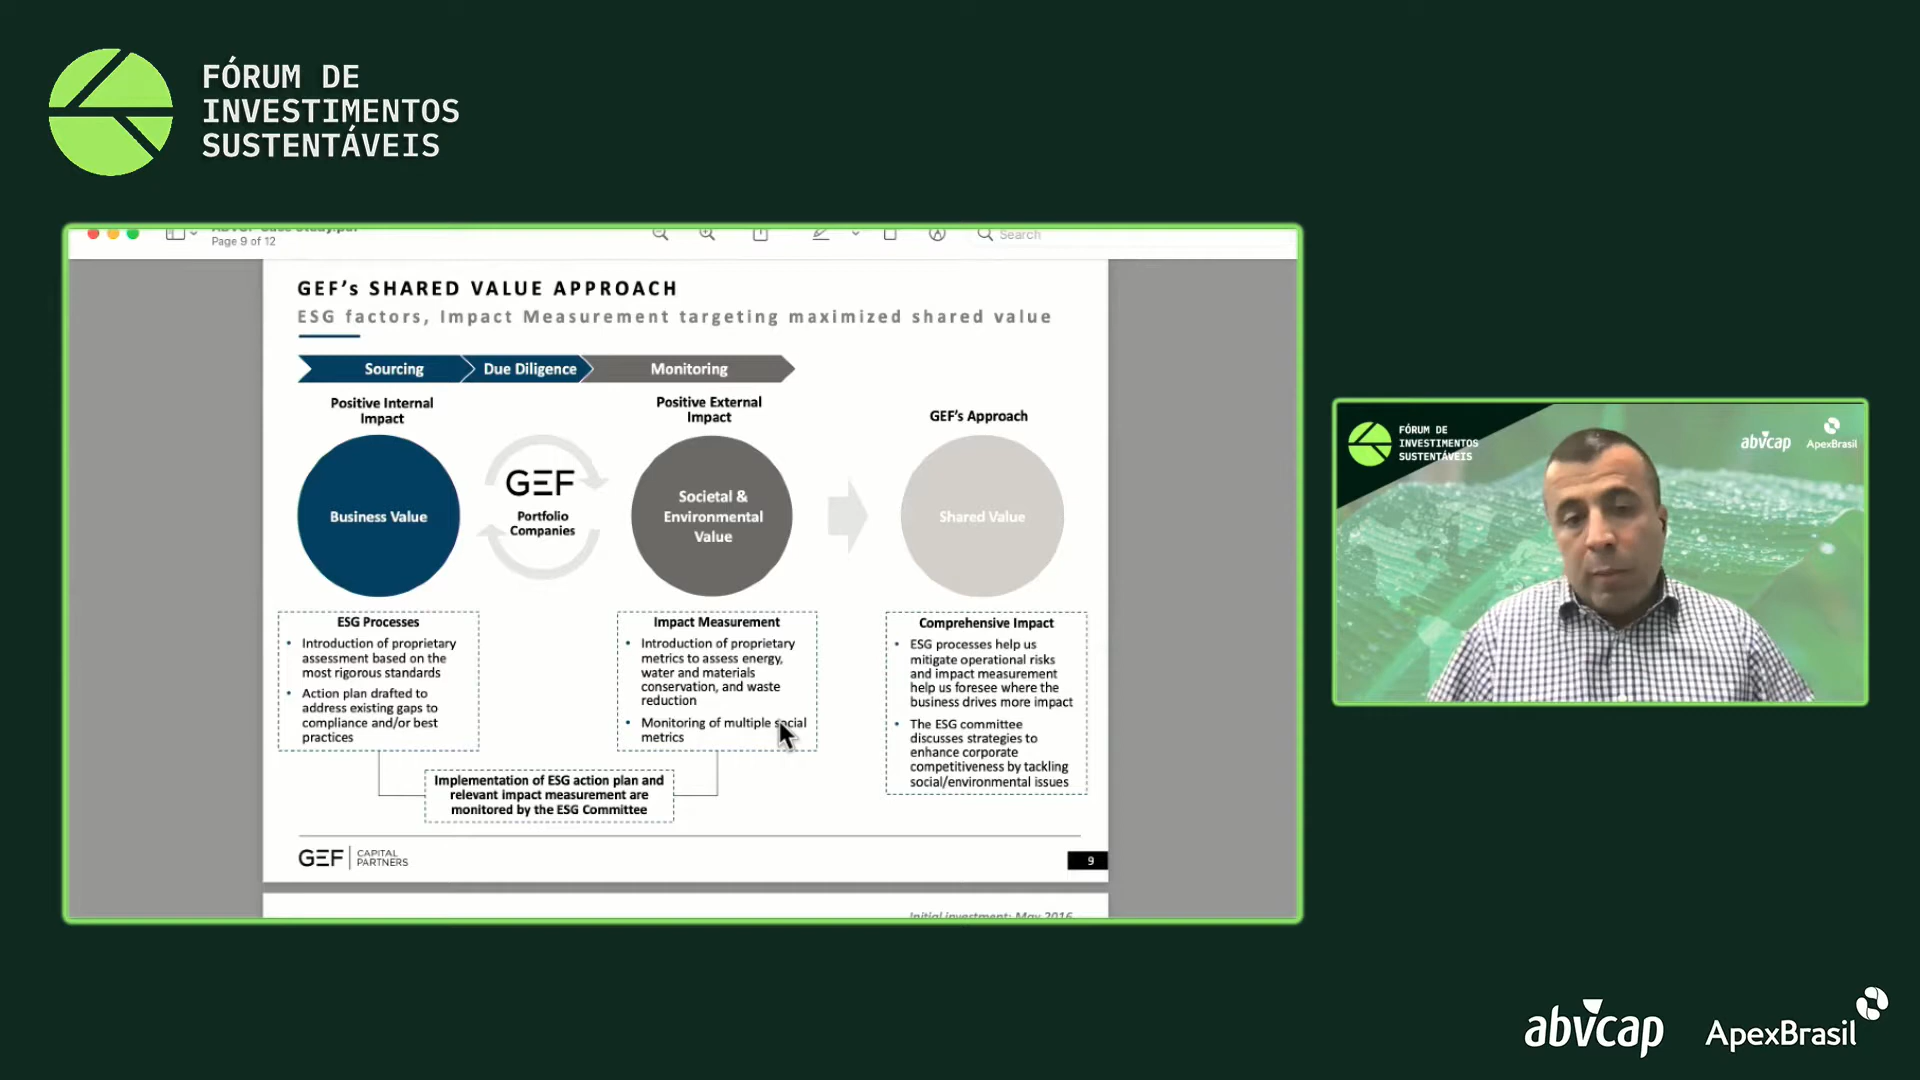 FÓRUM DE
INVESTIMENTOS
SUSTENTÁVEIS
Page 9 of 12
Search
GEF's SHARED VALUE APPROACH
ESG factors, Impact Measurement targeting maximized shared value
Sourcing
Due Diligence
Monitoring
Positive Internal
Impact
Positive External
Impact
GEF's Approach
Business Value
GEF
Portfolio
Companies
Societal &
Environmental
Value
Shared Value
ESG Processes
• Introduction of proprietary
assessment based on the
most rigorous standards
• Action plan drafted to
address existing gaps to
compliance and/or best
practices
Impact Measurement
• Introduction of proprietary
metrics to assess energy,
water and materials
conservation, and waste
reduction
• Monitoring of multiple social
metrics
Comprehensive Impact
• ESG processes help us
mitigate operational risks
and impact measurement
help us foresee where the
business drives more impact
• The ESG committee
discusses strategies to
enhance corporate
competitiveness by tackling
social/environmental issues
Implementation of ESG action plan and
relevant impact measurement are
monitored by the ESG Committee
GEF
CAPITAL
PARTNERS
9
Initial investment: May 2016
FÓRUM DE
INVESTIMENTOS
SUSTENTÁVEIS
abvcap
ApexBrasil
abvcap
ApexBrasil